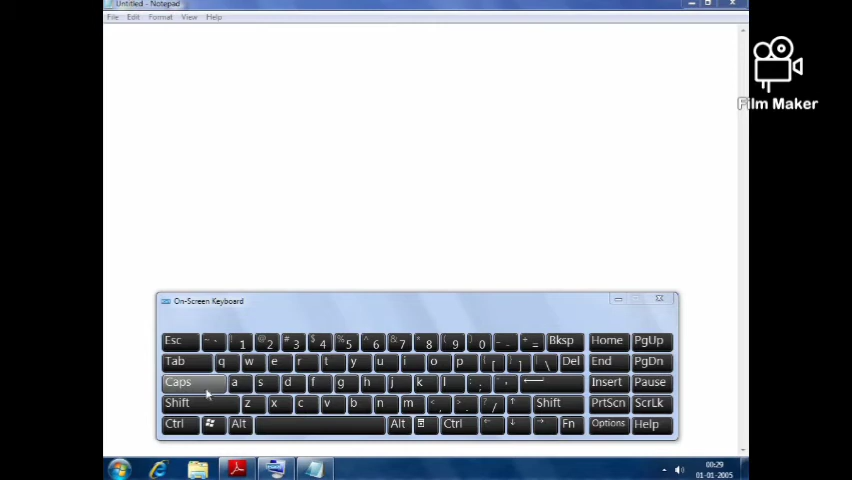 Untitled - Notepad
File Edit Format View Help
Film Maker
On-Screen Keyboard
Esc ~ ` ! 1 @ 2 # 3 $ 4 % 5 ^ 6 & 7 * 8 ( 9 ) 0 _ - + = Bksp Home PgUp
Tab q w e r t y u i o p { [ } ] | \ Del End PgDn
Caps a s d f g h j k l : ; " ' Insert Pause
Shift z x c v b n m < , > . ? / ↑ Shift PrtScn ScrLk
Ctrl Alt Alt Ctrl ← ↓ → Fn Options Help
00:29
01-01-2005